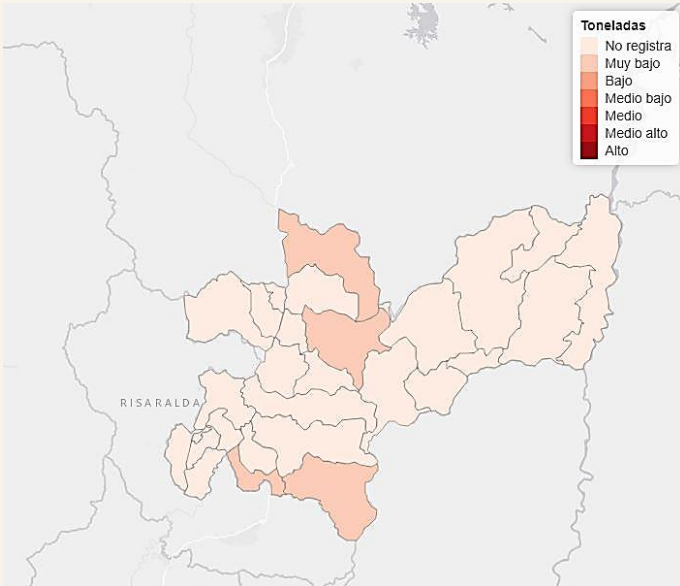 Toneladas
No registra
Muy bajo
Bajo
Medio bajo
Medio
Medio alto
Alto
RISARALDA